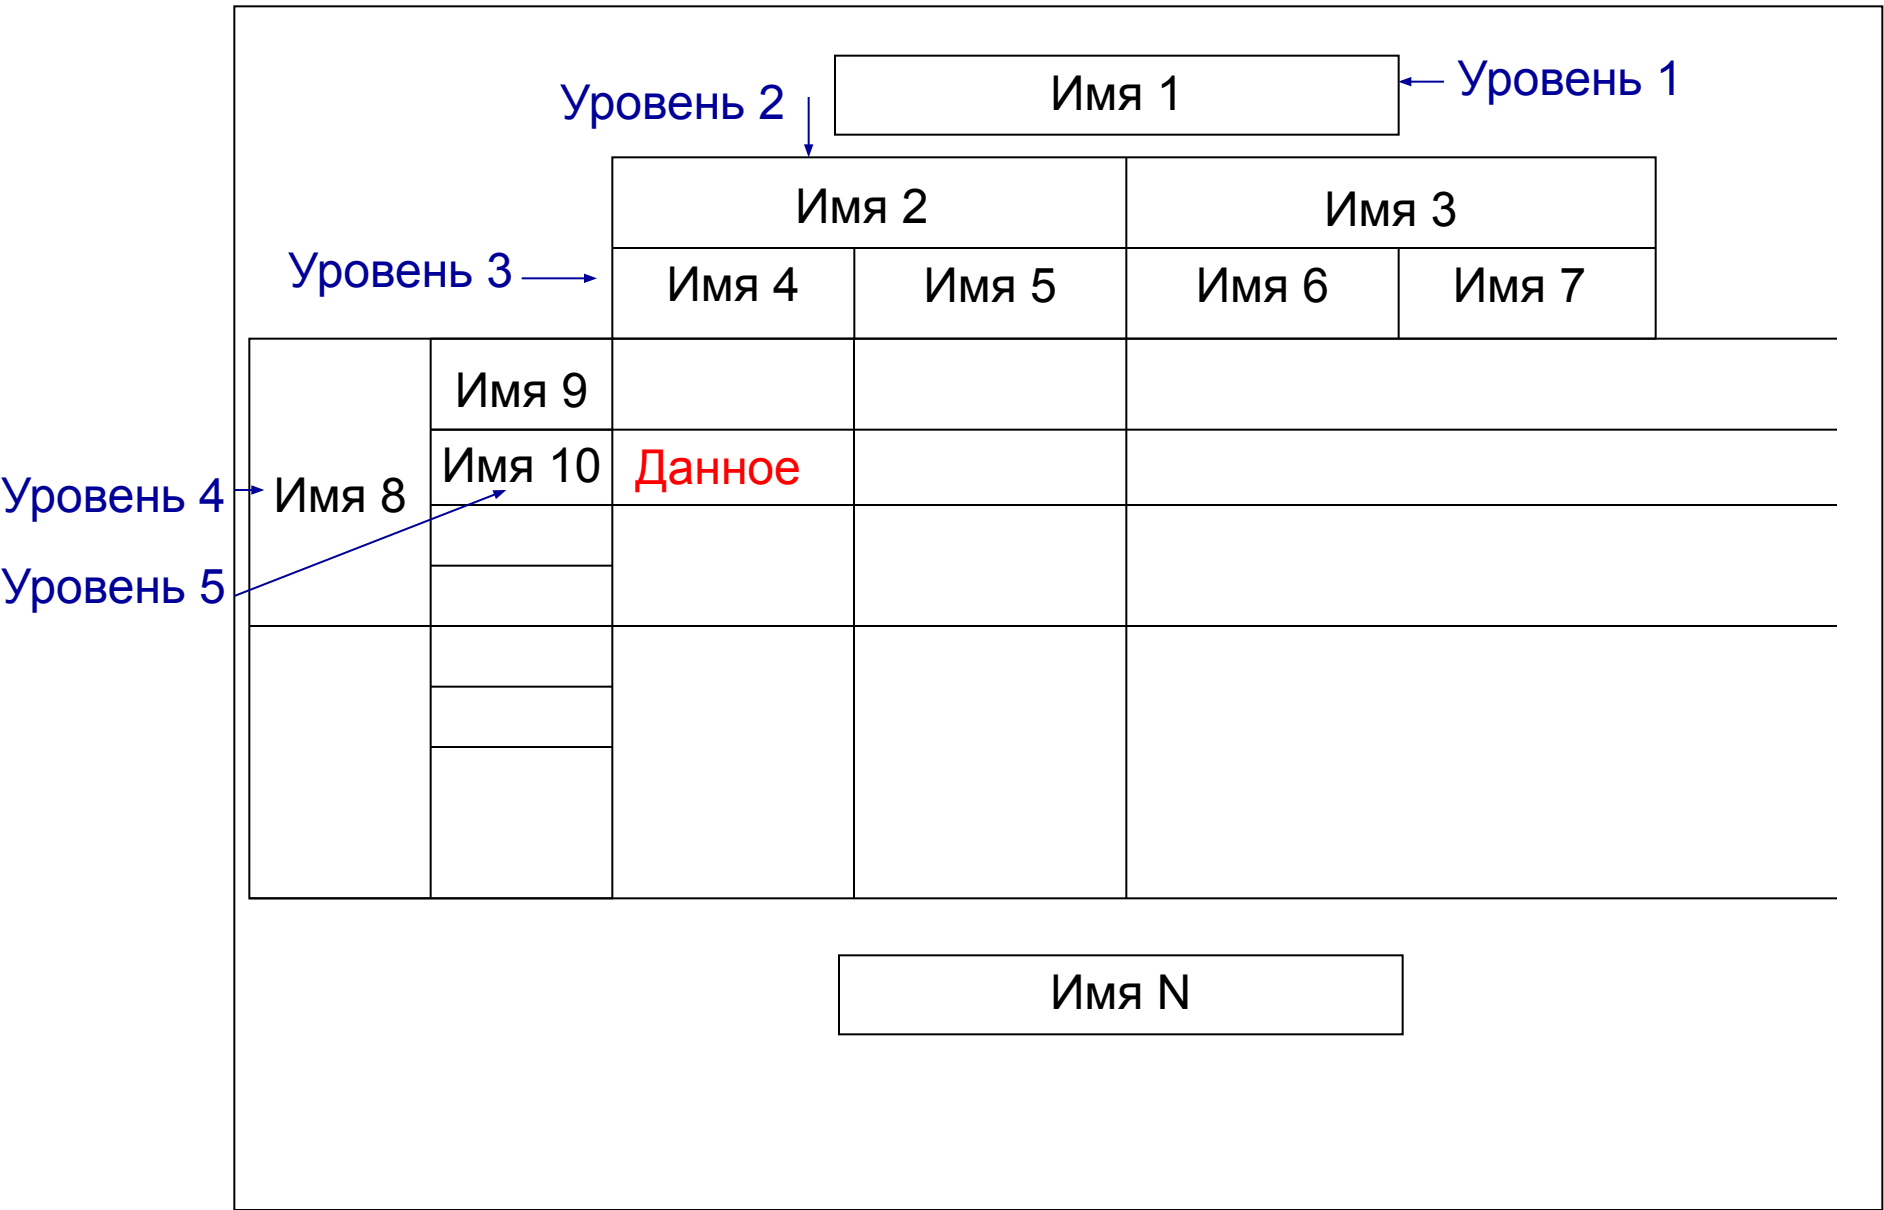 Имя 1
Уровень 1
Уровень 2
Имя 2
Имя 3
Уровень 3
Имя 4
Имя 5
Имя 6
Имя 7
Имя 9
Имя 10
Данное
Уровень 4
Имя 8
Уровень 5
Имя N